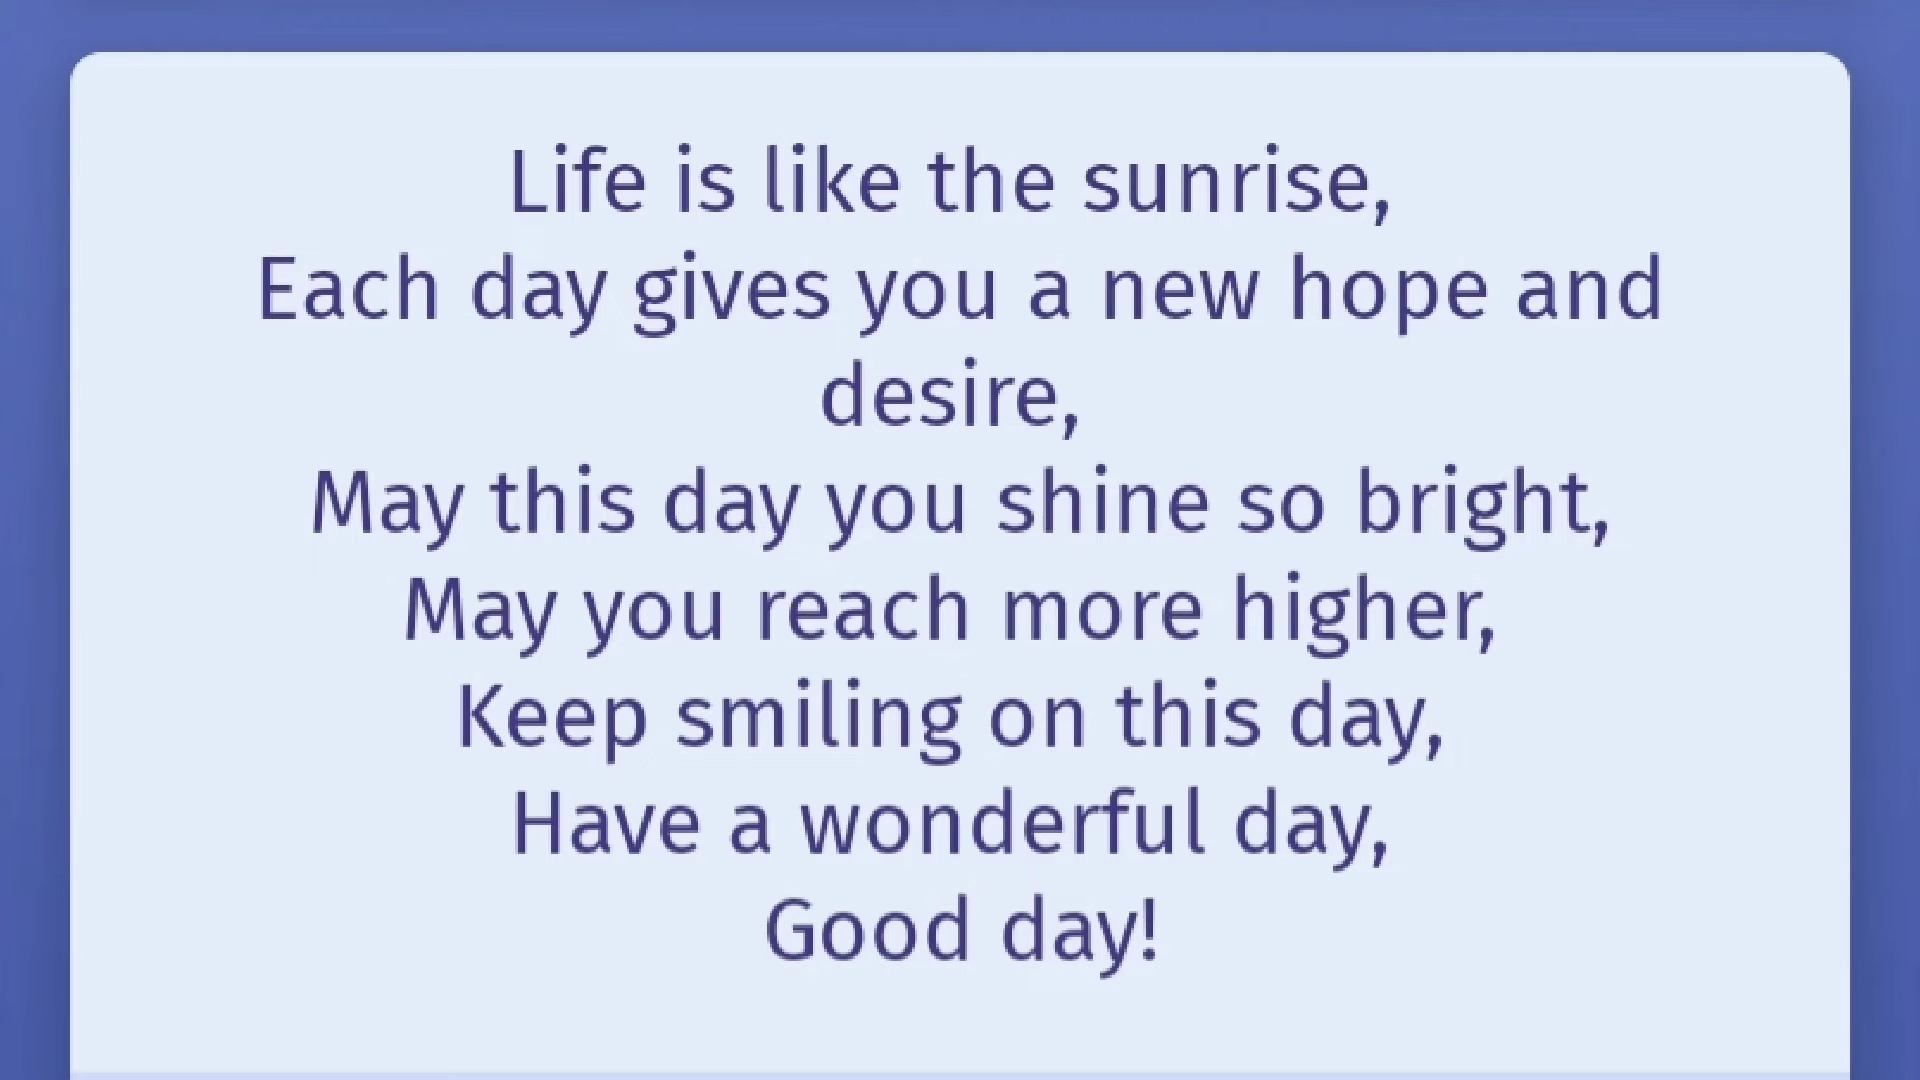 Life is like the sunrise,
Each day gives you a new hope and
desire,
May this day you shine so bright,
May you reach more higher,
Keep smiling on this day,
Have a wonderful day,
Good day!